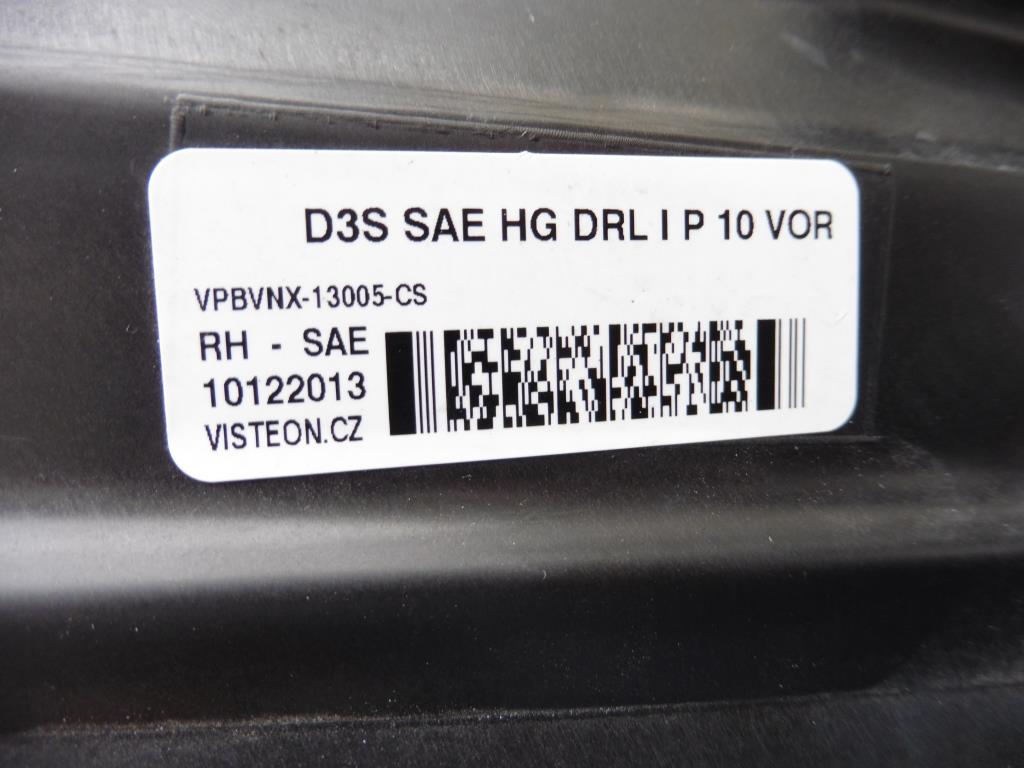 D3S SAE HG DRL I P 10 VOR
VPBVNX-13005-CS
RH - SAE
10122013
VISTEON.CZ